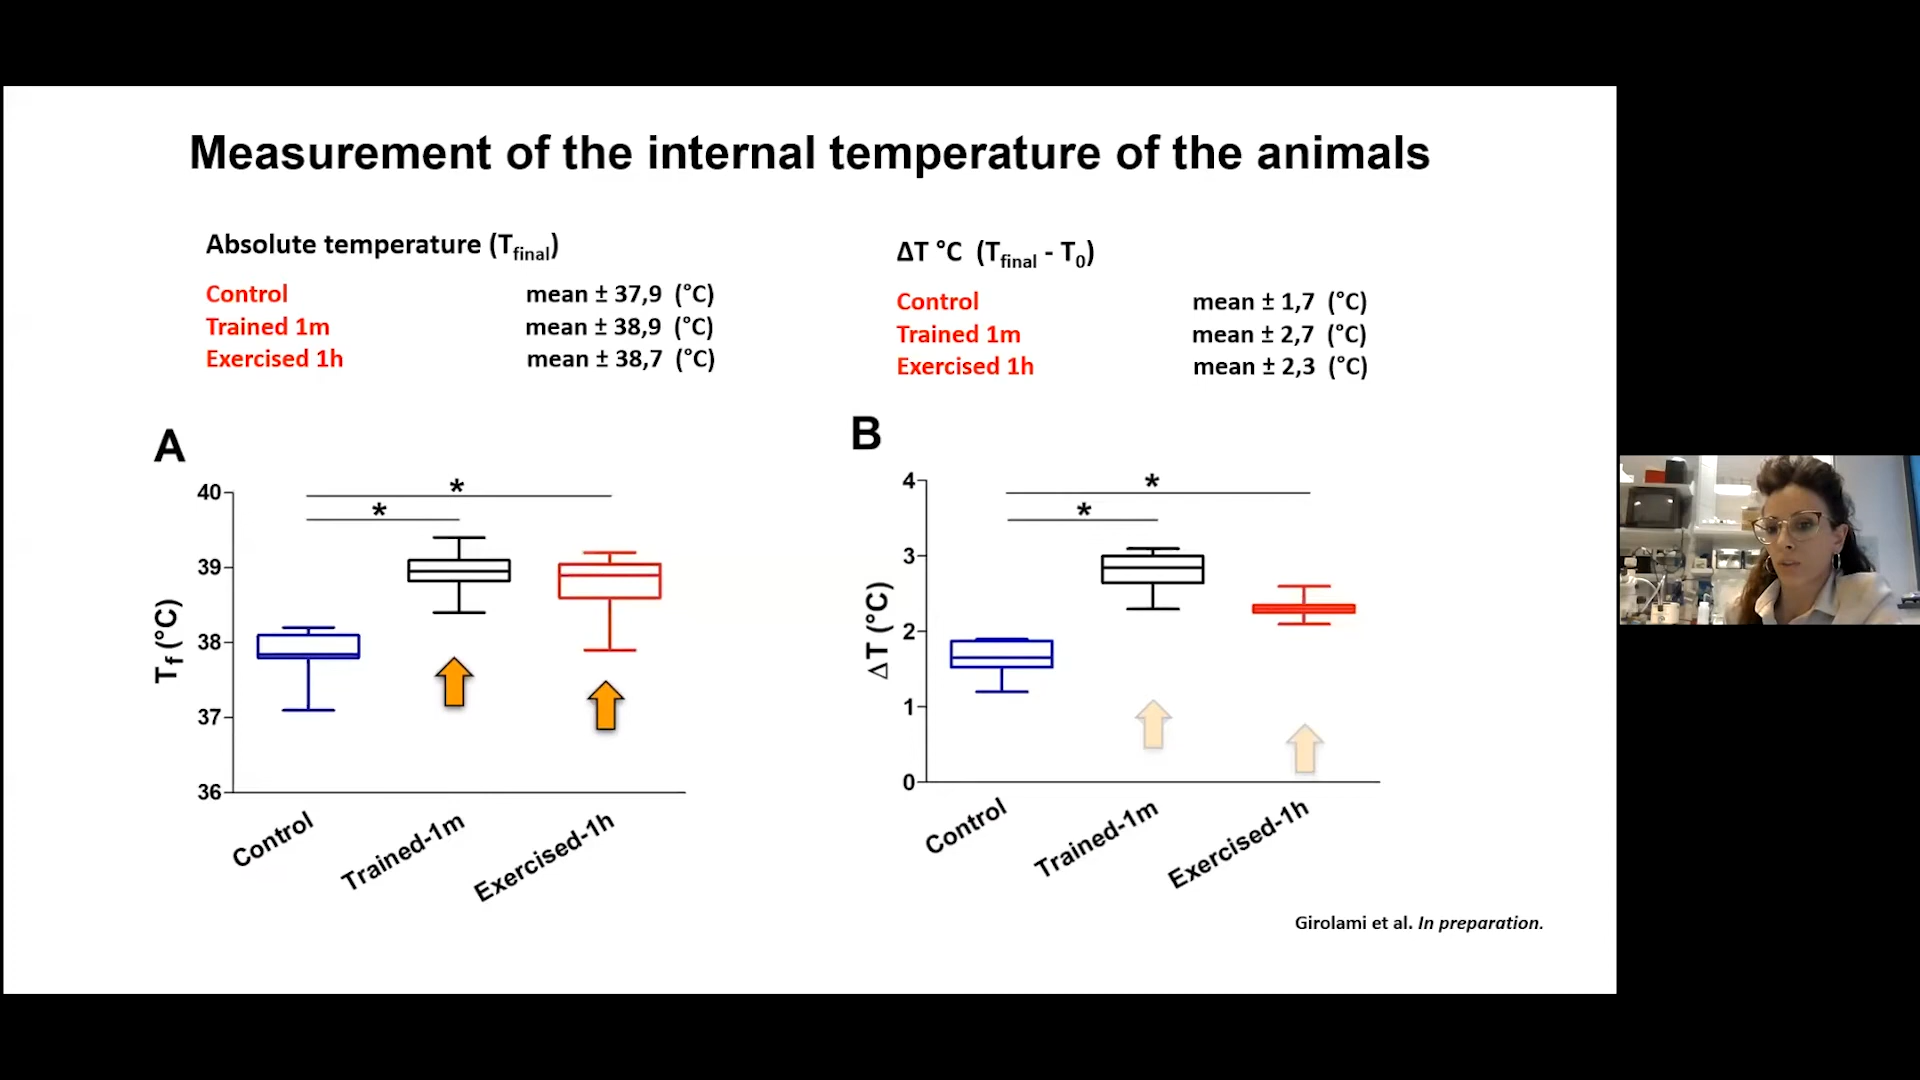 Measurement of the internal temperature of the animals
Absolute temperature (Tfinal)
Control mean ± 37,9 (°C)
Trained 1m mean ± 38,9 (°C)
Exercised 1h mean ± 38,7 (°C)
ΔT °C (Tfinal - T0)
Control mean ± 1,7 (°C)
Trained 1m mean ± 2,7 (°C)
Exercised 1h mean ± 2,3 (°C)
A
40
39
38
37
36
Tf (°C)
*
*
Control
Trained-1m
Exercised-1h
B
4
3
2
1
0
ΔT (°C)
*
*
Control
Trained-1m
Exercised-1h
Girolami et al. In preparation.